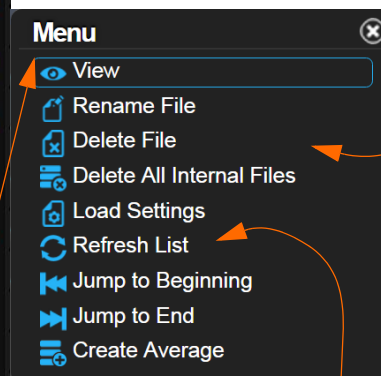 Menu
View
Rename File
Delete File
Delete All Internal Files
Load Settings
Refresh List
Jump to Beginning
Jump to End
Create Average